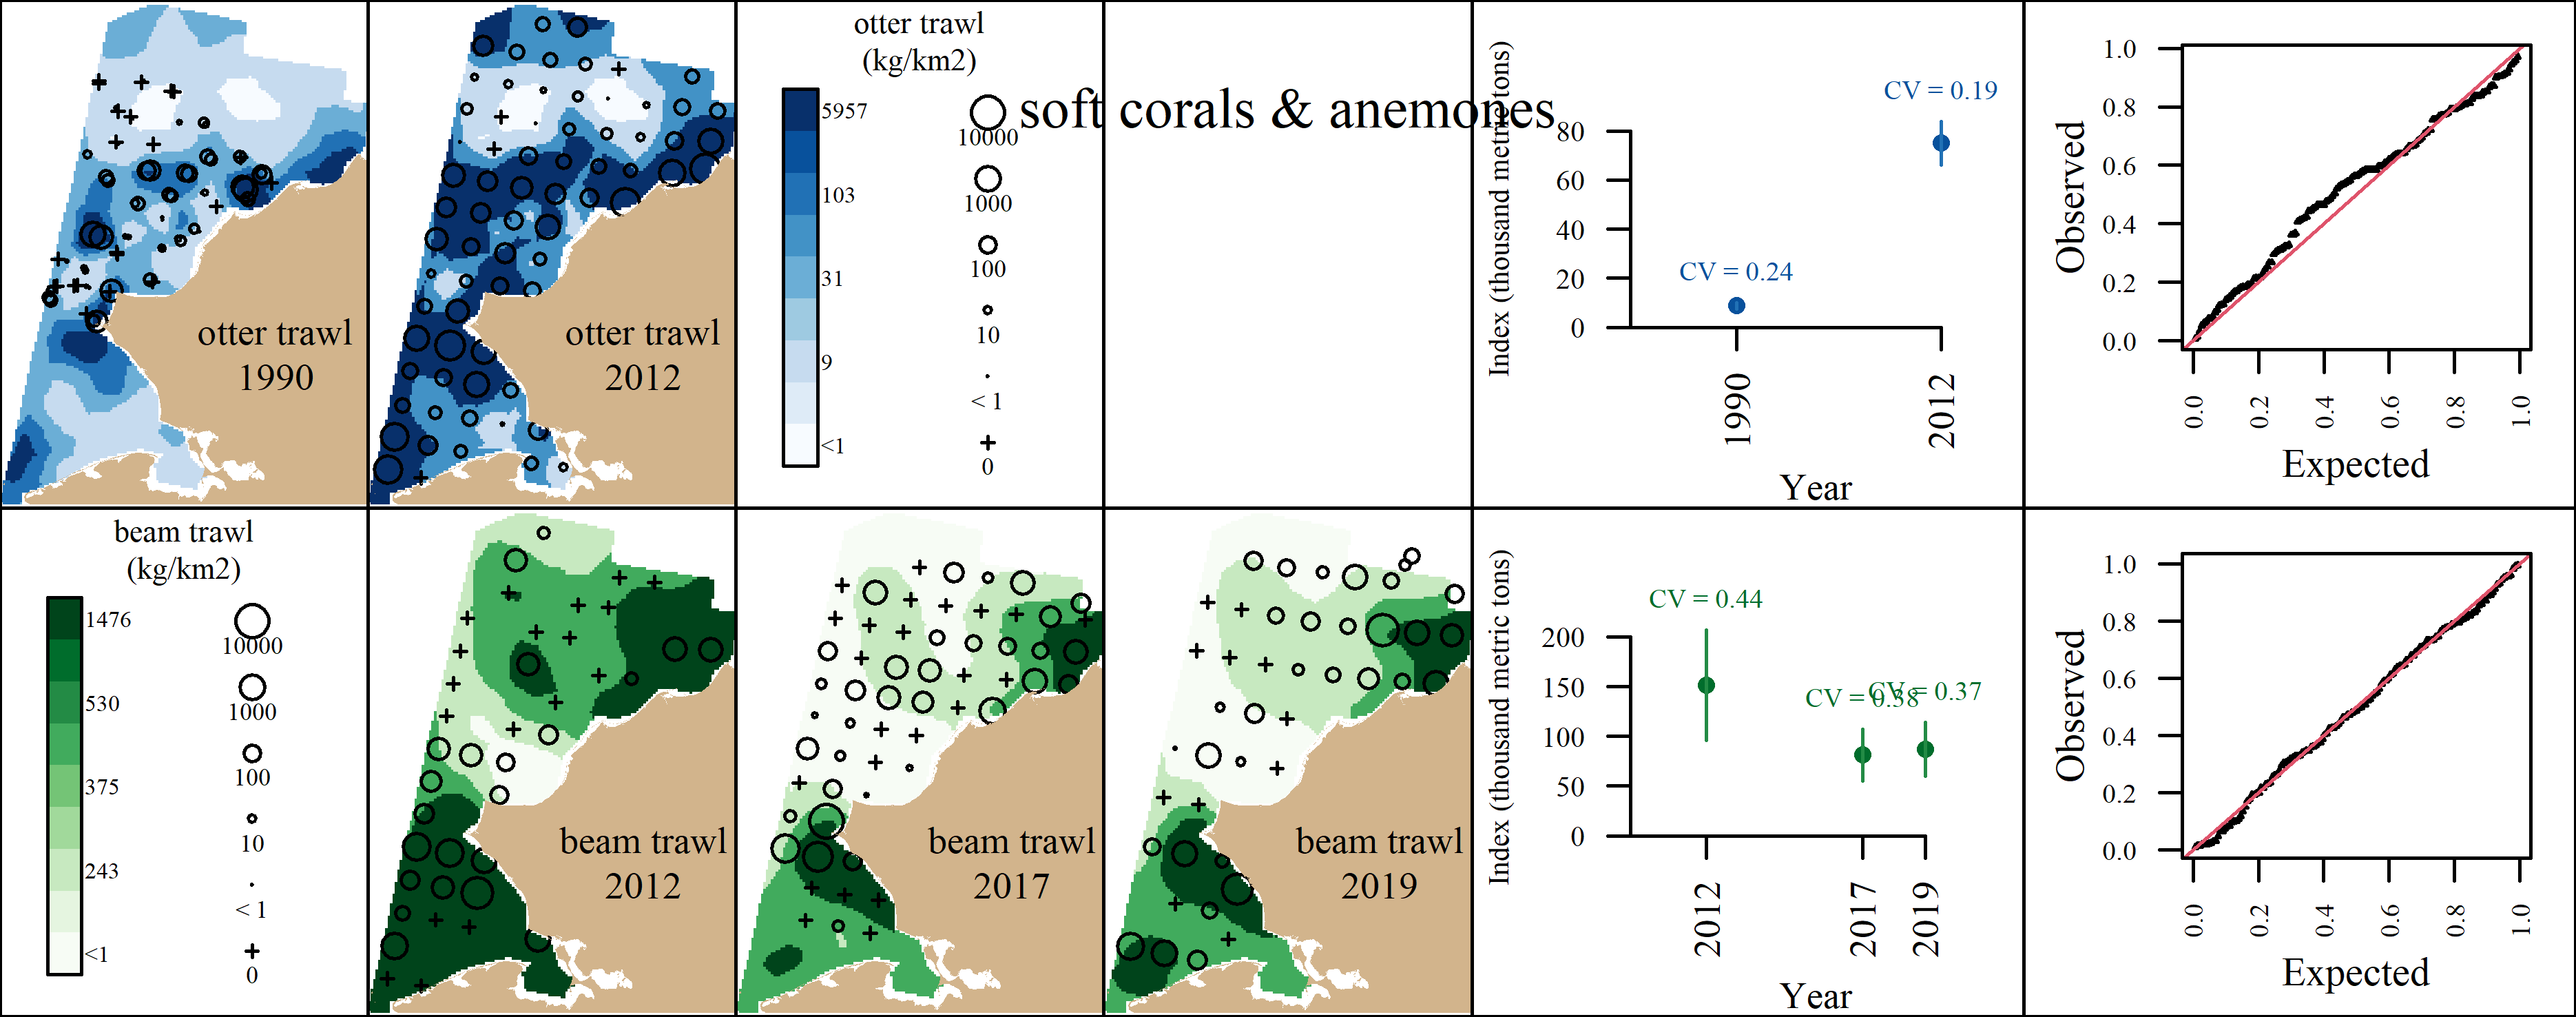 soft corals & anemones
otter trawl
1990
otter trawl
2012
otter trawl
(kg/km2)
5957
103
31
9
<1
10000
1000
100
10
< 1
0
Index (thousand metric tons)
80
60
40
20
0
CV = 0.24
CV = 0.19
1990
2012
Year
Observed
1.0
0.8
0.6
0.4
0.2
0.0
0.0
0.2
0.4
0.6
0.8
1.0
Expected
beam trawl
(kg/km2)
1476
530
375
243
<1
10000
1000
100
10
< 1
0
beam trawl
2012
beam trawl
2017
beam trawl
2019
Index (thousand metric tons)
200
150
100
50
0
CV = 0.44
CV = 0.38
CV = 0.37
2012
2017
2019
Year
Observed
1.0
0.8
0.6
0.4
0.2
0.0
0.0
0.2
0.4
0.6
0.8
1.0
Expected